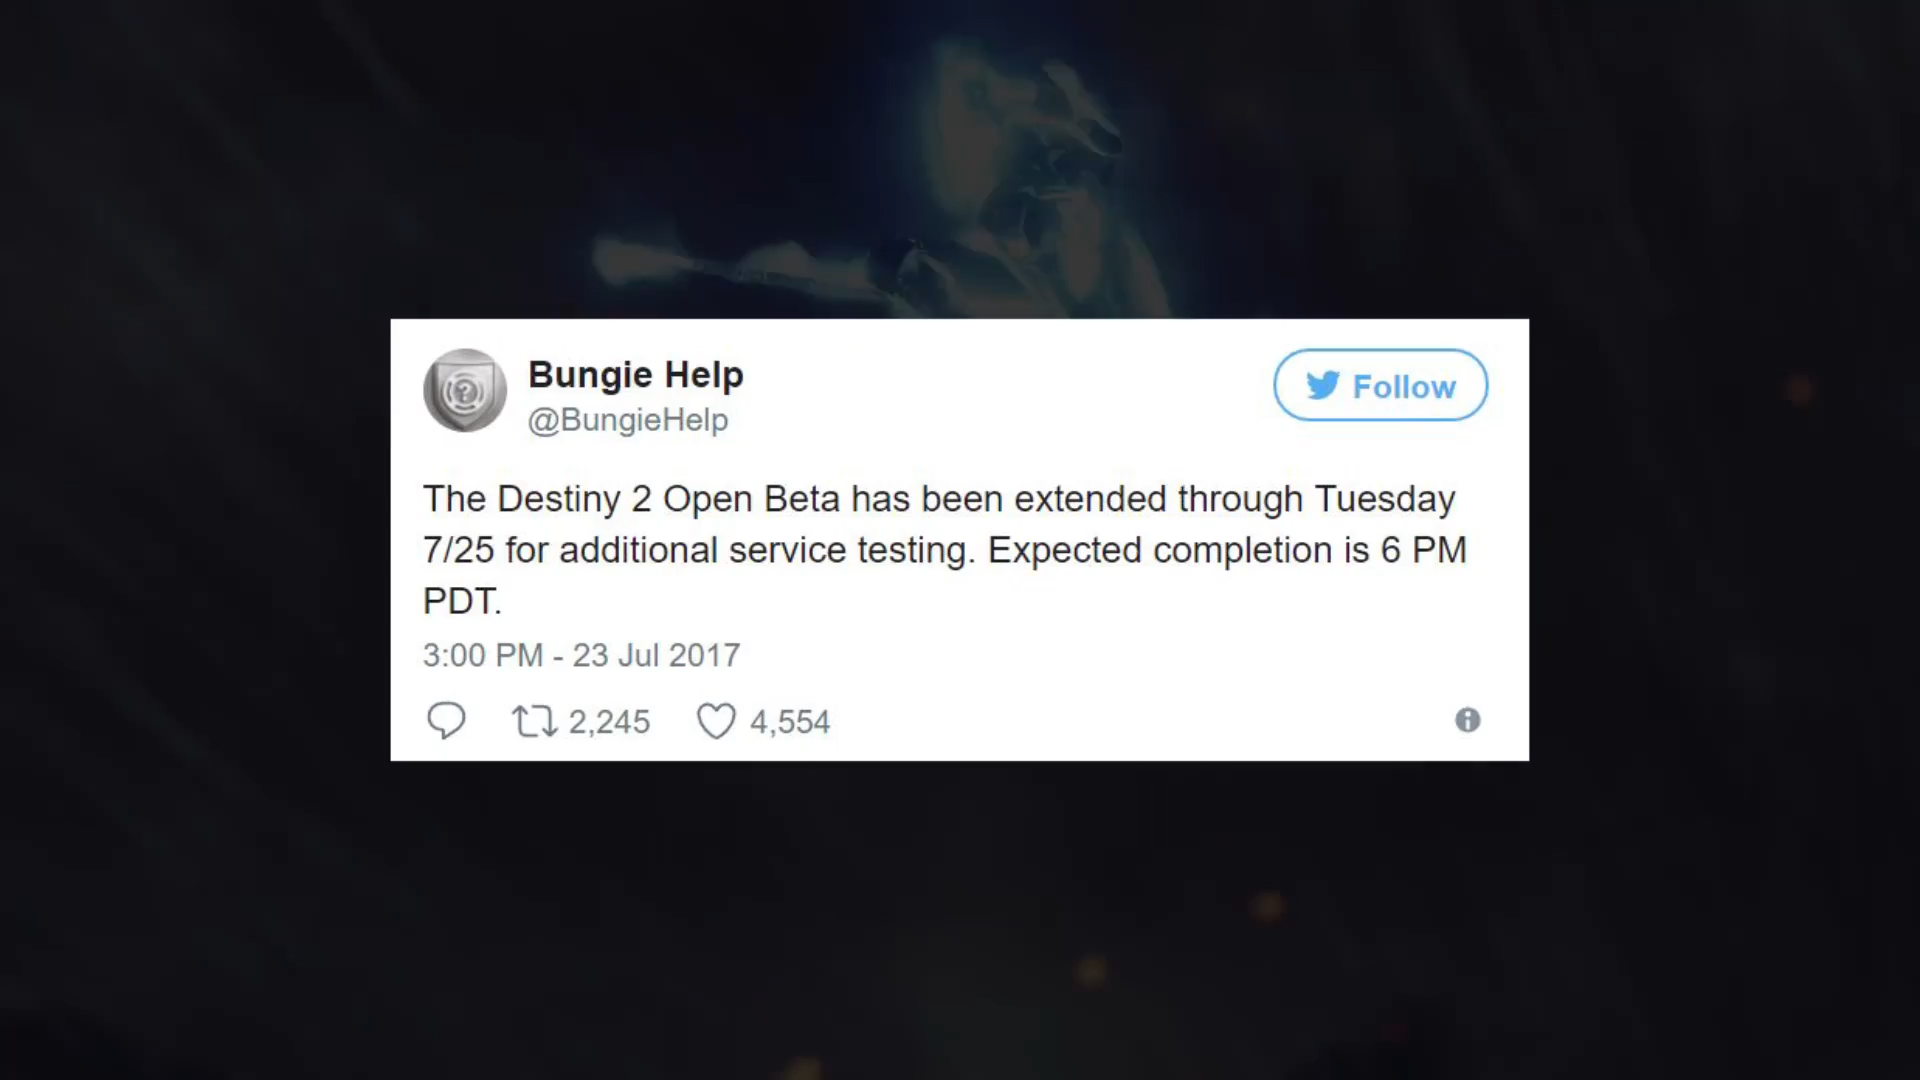 Bungie Help
@BungieHelp
Follow
The Destiny 2 Open Beta has been extended through Tuesday
7/25 for additional service testing. Expected completion is 6 PM
PDT.
3:00 PM - 23 Jul 2017
2,245 4,554